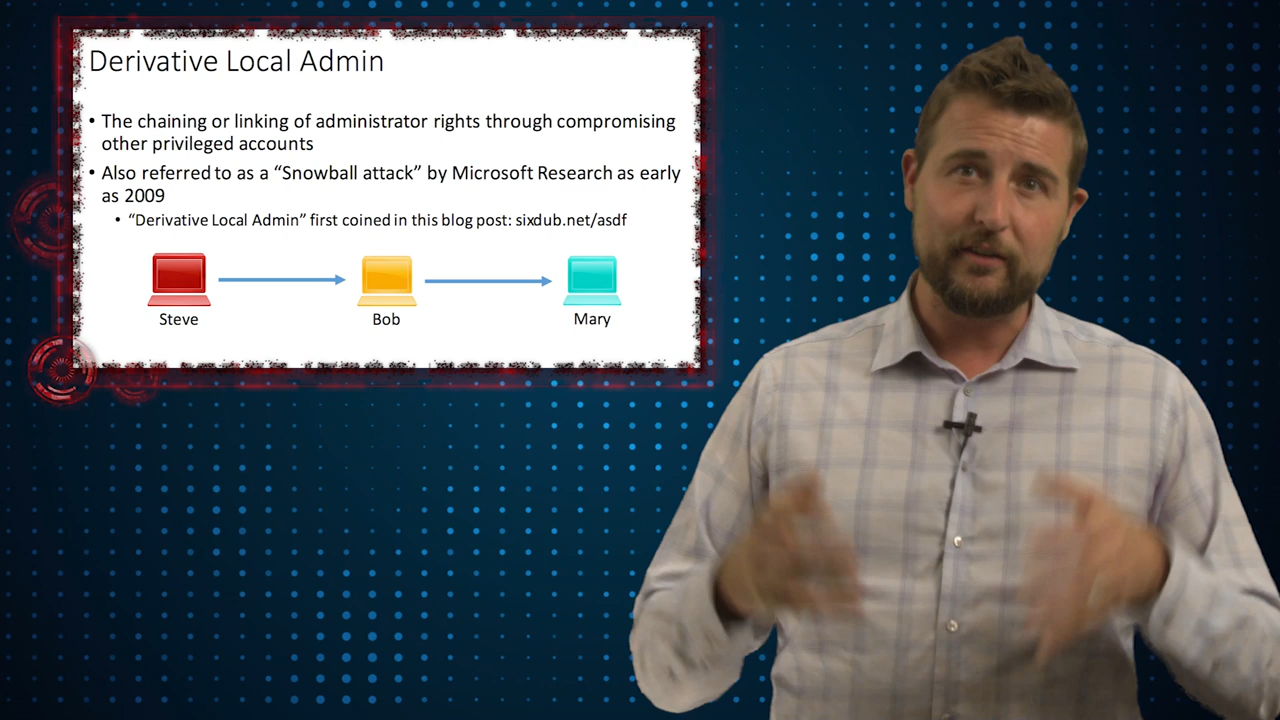 Derivative Local Admin
• The chaining or linking of administrator rights through compromising
other privileged accounts
• Also referred to as a “Snowball attack” by Microsoft Research as early
as 2009
• “Derivative Local Admin” first coined in this blog post: sixdub.net/asdf
Steve Bob Mary